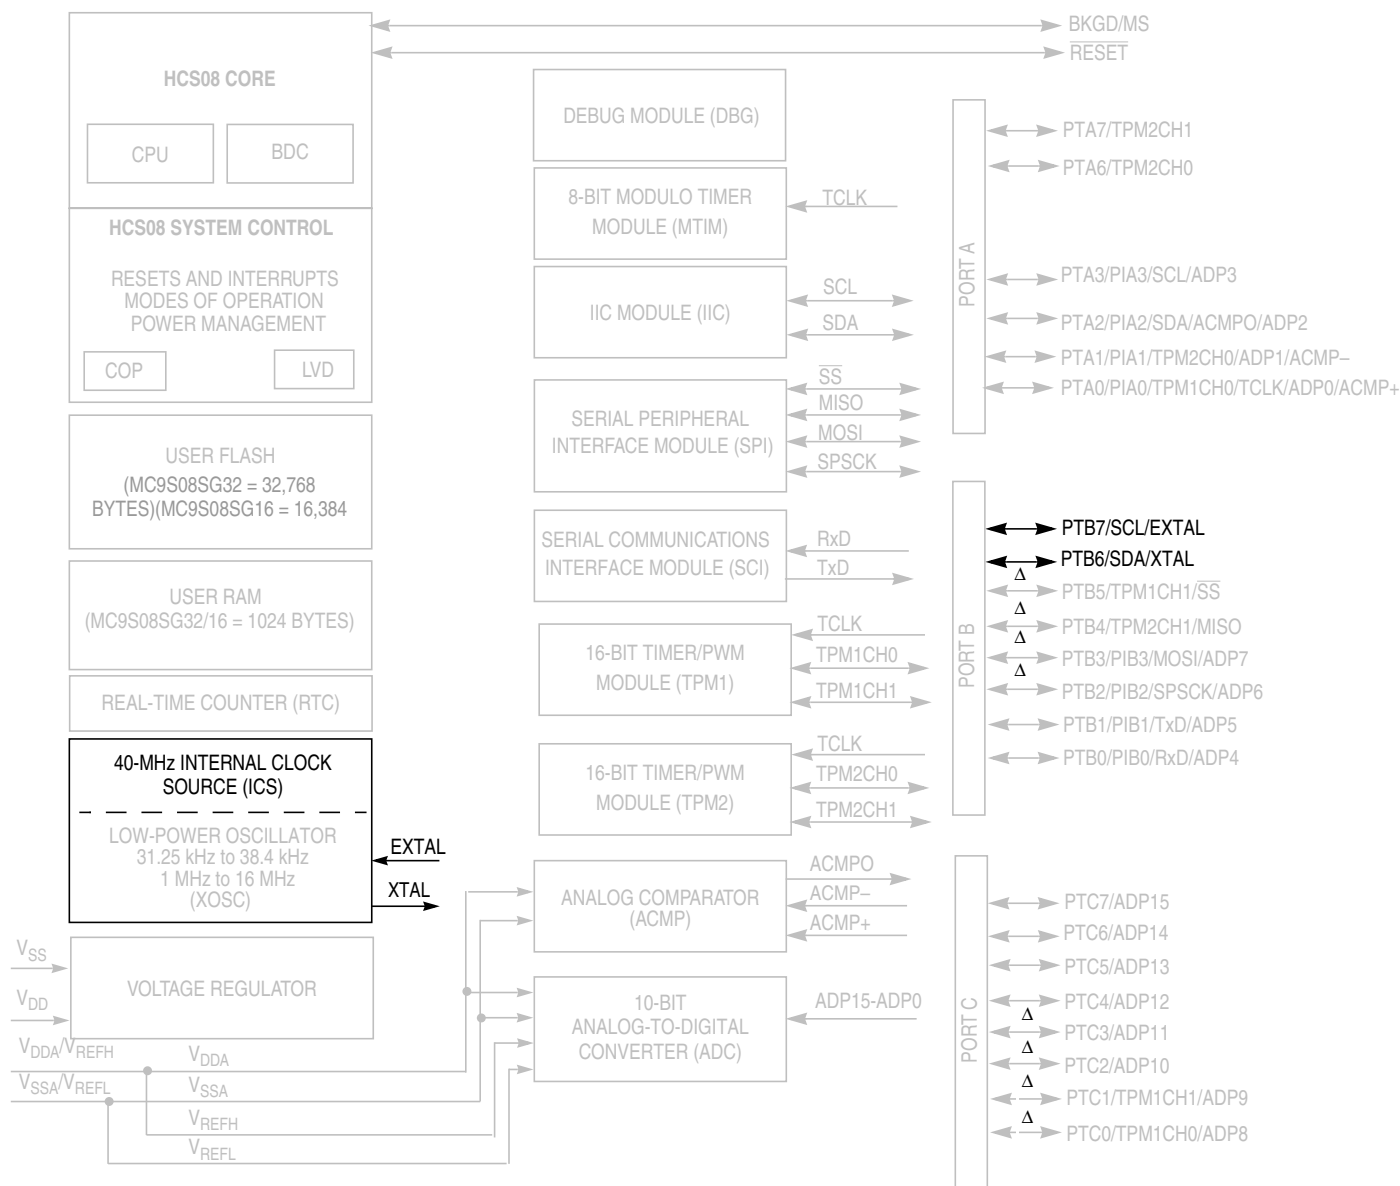 BKGD/MS
RESET
HCS08 CORE
CPU
BDC
HCS08 SYSTEM CONTROL
RESETS AND INTERRUPTS
MODES OF OPERATION
POWER MANAGEMENT
COP
LVD
USER FLASH
(MC9S08SG32 = 32,768
BYTES)(MC9S08SG16 = 16,384
USER RAM
(MC9S08SG32/16 = 1024 BYTES)
REAL-TIME COUNTER (RTC)
40-MHz INTERNAL CLOCK
SOURCE (ICS)
LOW-POWER OSCILLATOR
31.25 kHz to 38.4 kHz
1 MHz to 16 MHz
(XOSC)
EXTAL
XTAL
VSS
VDD
VOLTAGE REGULATOR
VDDA/VREFH
VSSA/VREFL
VDDA
VSSA
VREFH
VREFL
DEBUG MODULE (DBG)
8-BIT MODULO TIMER
MODULE (MTIM)
TCLK
IIC MODULE (IIC)
SCL
SDA
SERIAL PERIPHERAL
INTERFACE MODULE (SPI)
SS
MISO
MOSI
SPSCK
SERIAL COMMUNICATIONS
INTERFACE MODULE (SCI)
RxD
TxD
16-BIT TIMER/PWM
MODULE (TPM1)
TCLK
TPM1CH0
TPM1CH1
16-BIT TIMER/PWM
MODULE (TPM2)
TCLK
TPM2CH0
TPM2CH1
ANALOG COMPARATOR
(ACMP)
ACMPO
ACMP–
ACMP+
10-BIT
ANALOG-TO-DIGITAL
CONVERTER (ADC)
ADP15-ADP0
PORT A
PTA7/TPM2CH1
PTA6/TPM2CH0
PTA3/PIA3/SCL/ADP3
PTA2/PIA2/SDA/ACMPO/ADP2
PTA1/PIA1/TPM2CH0/ADP1/ACMP–
PTA0/PIA0/TPM1CH0/TCLK/ADP0/ACMP+
PORT B
PTB7/SCL/EXTAL
PTB6/SDA/XTAL
Δ
PTB5/TPM1CH1/SS
Δ
PTB4/TPM2CH1/MISO
Δ
PTB3/PIB3/MOSI/ADP7
Δ
PTB2/PIB2/SPSCK/ADP6
PTB1/PIB1/TxD/ADP5
PTB0/PIB0/RxD/ADP4
PORT C
PTC7/ADP15
PTC6/ADP14
PTC5/ADP13
PTC4/ADP12
Δ
PTC3/ADP11
Δ
PTC2/ADP10
Δ
PTC1/TPM1CH1/ADP9
Δ
PTC0/TPM1CH0/ADP8